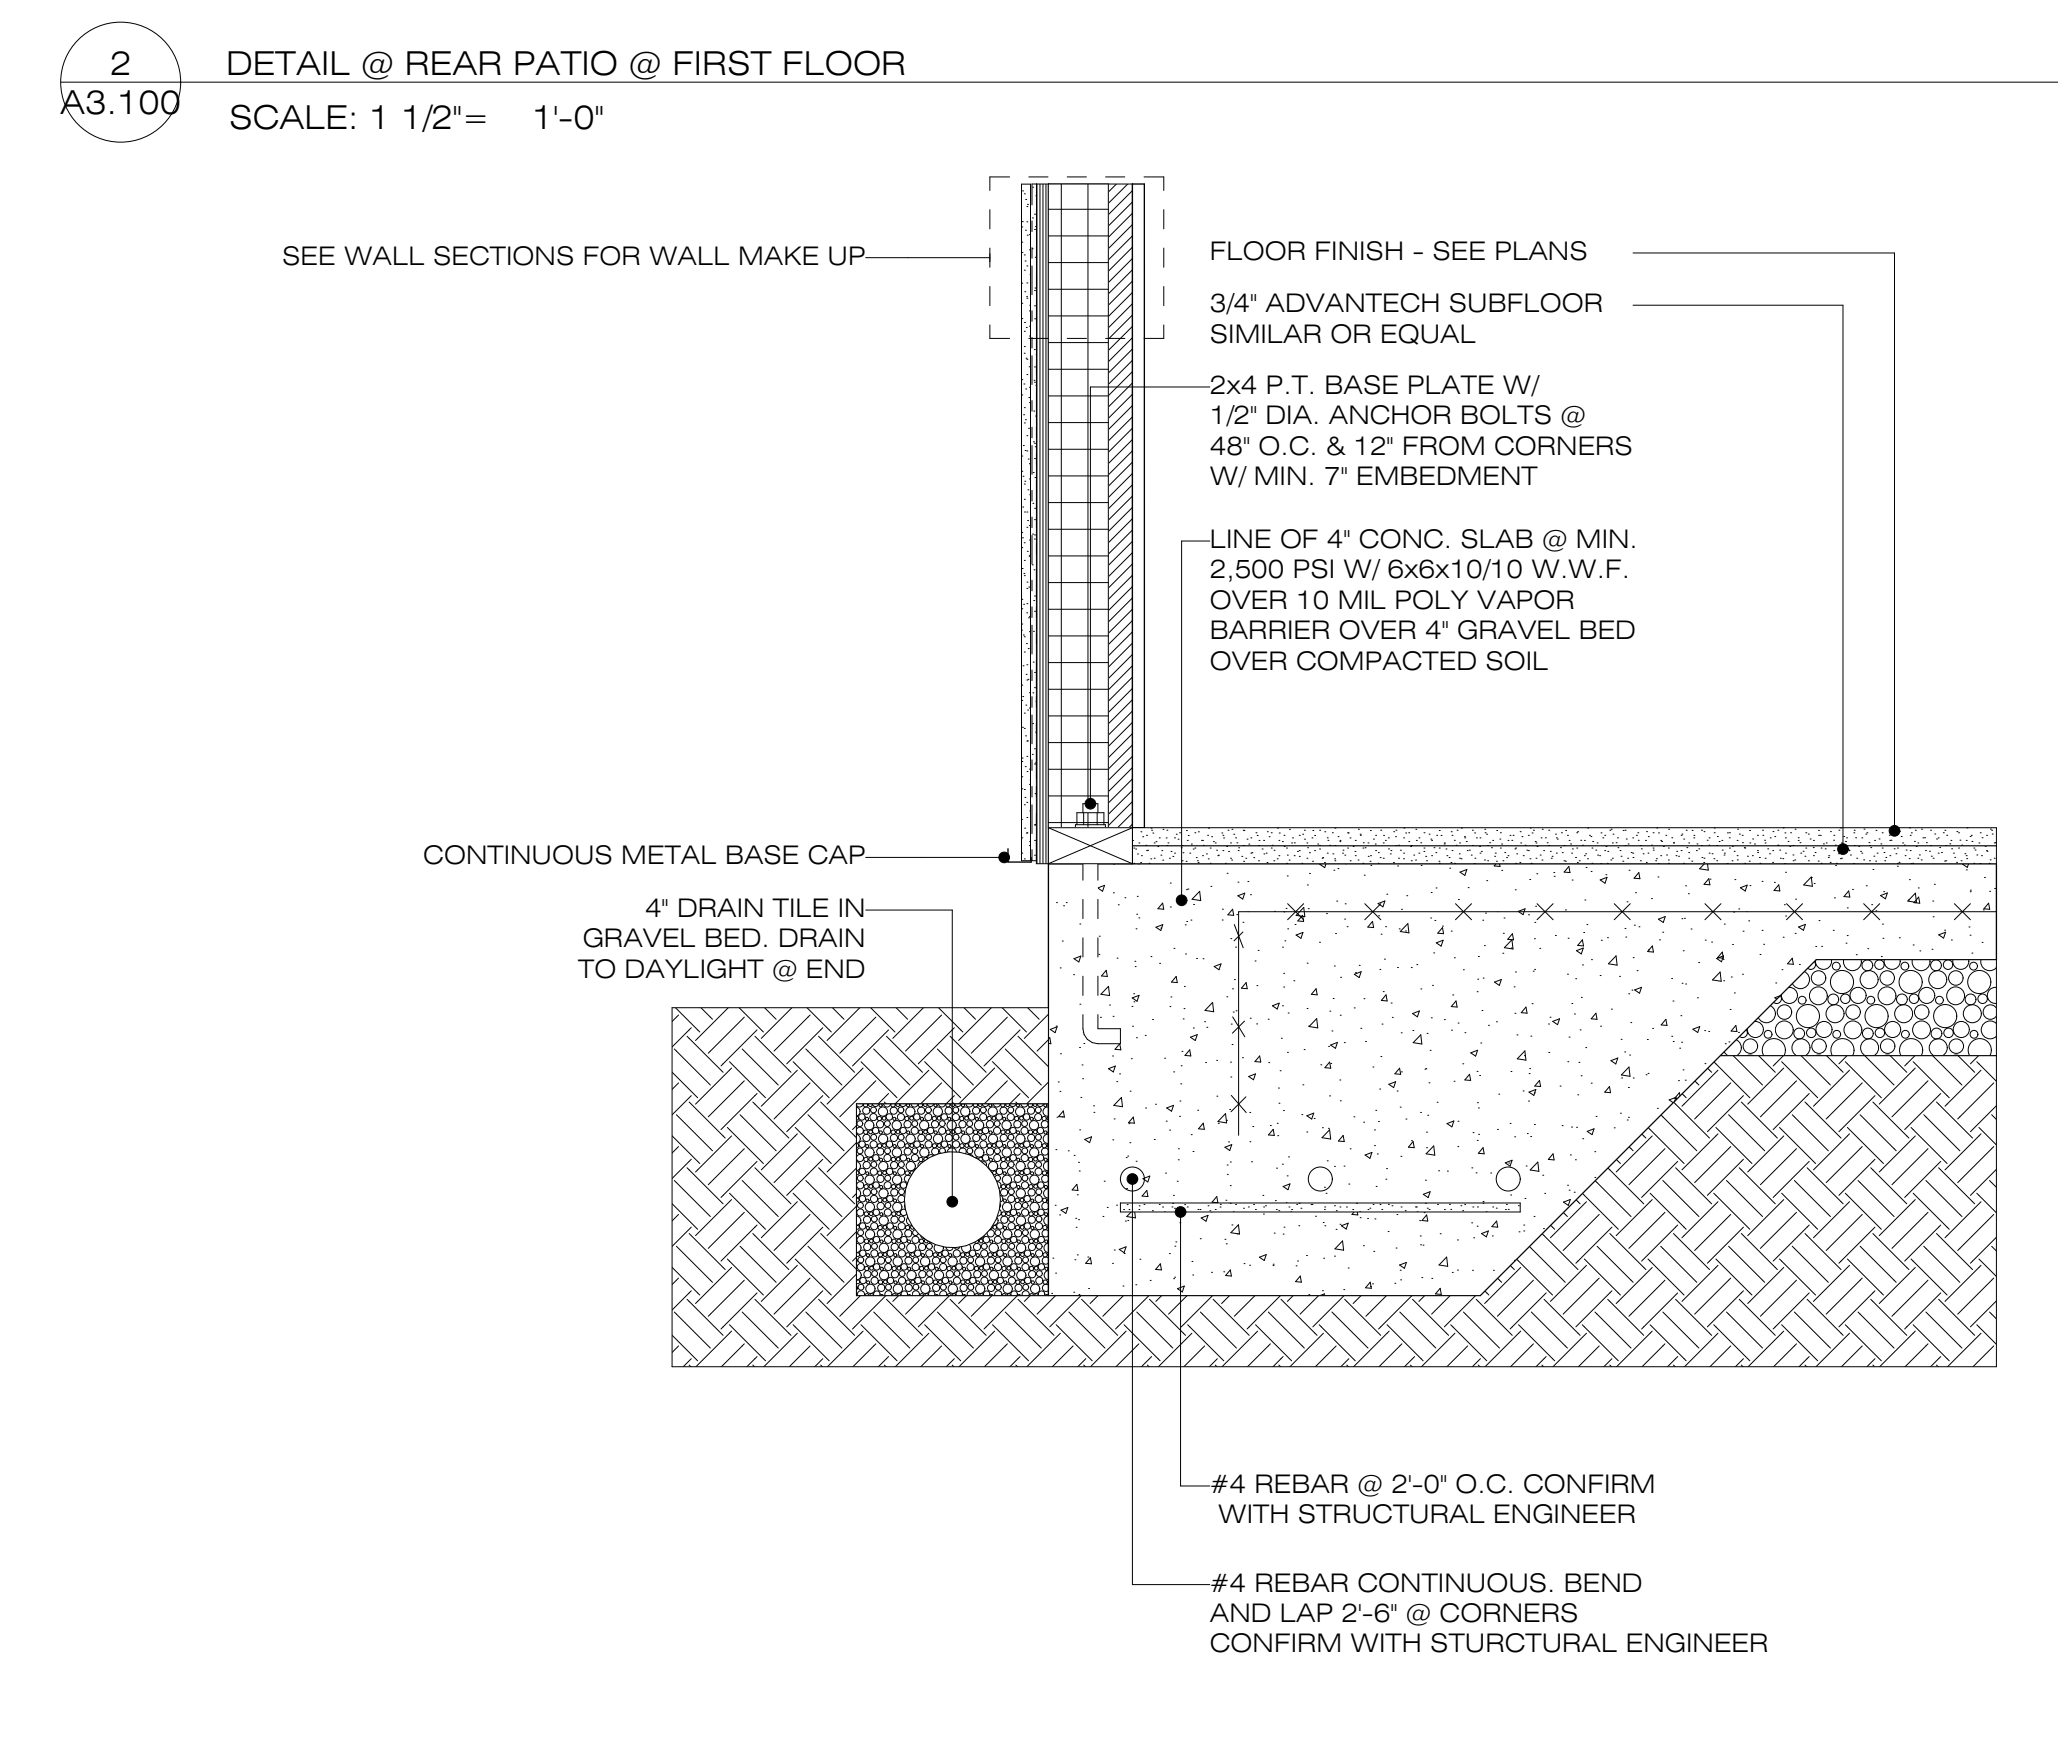 2
A3.100
DETAIL @ REAR PATIO @ FIRST FLOOR
SCALE: 1 1/2"= 1'-0"
SEE WALL SECTIONS FOR WALL MAKE UP
FLOOR FINISH - SEE PLANS
3/4" ADVANTECH SUBFLOOR
SIMILAR OR EQUAL
2x4 P.T. BASE PLATE W/
1/2" DIA. ANCHOR BOLTS @
48" O.C. & 12" FROM CORNERS
W/ MIN. 7" EMBEDMENT
LINE OF 4" CONC. SLAB @ MIN.
2,500 PSI W/ 6x6x10/10 W.W.F.
OVER 10 MIL POLY VAPOR
BARRIER OVER 4" GRAVEL BED
OVER COMPACTED SOIL
CONTINUOUS METAL BASE CAP
4" DRAIN TILE IN
GRAVEL BED. DRAIN
TO DAYLIGHT @ END
#4 REBAR @ 2'-0" O.C. CONFIRM
WITH STRUCTURAL ENGINEER
#4 REBAR CONTINUOUS. BEND
AND LAP 2'-6" @ CORNERS
CONFIRM WITH STURCTURAL ENGINEER